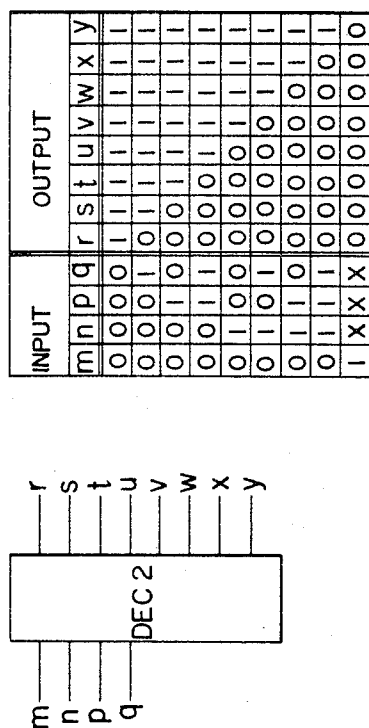 m
n
p
q
DEC2
r
s
t
u
v
w
x
y
INPUT OUTPUT
m n p q r s t u v w x y
0 0 0 0 1 1 1 1 1 1 1 1
0 0 0 1 0 1 1 1 1 1 1 1
0 0 1 0 0 0 1 1 1 1 1 1
0 0 1 1 0 0 0 1 1 1 1 1
0 1 0 0 0 0 0 0 1 1 1 1
0 1 0 1 0 0 0 0 0 1 1 1
0 1 1 0 0 0 0 0 0 0 1 1
0 1 1 1 0 0 0 0 0 0 0 1
1 X X X 0 0 0 0 0 0 0 0